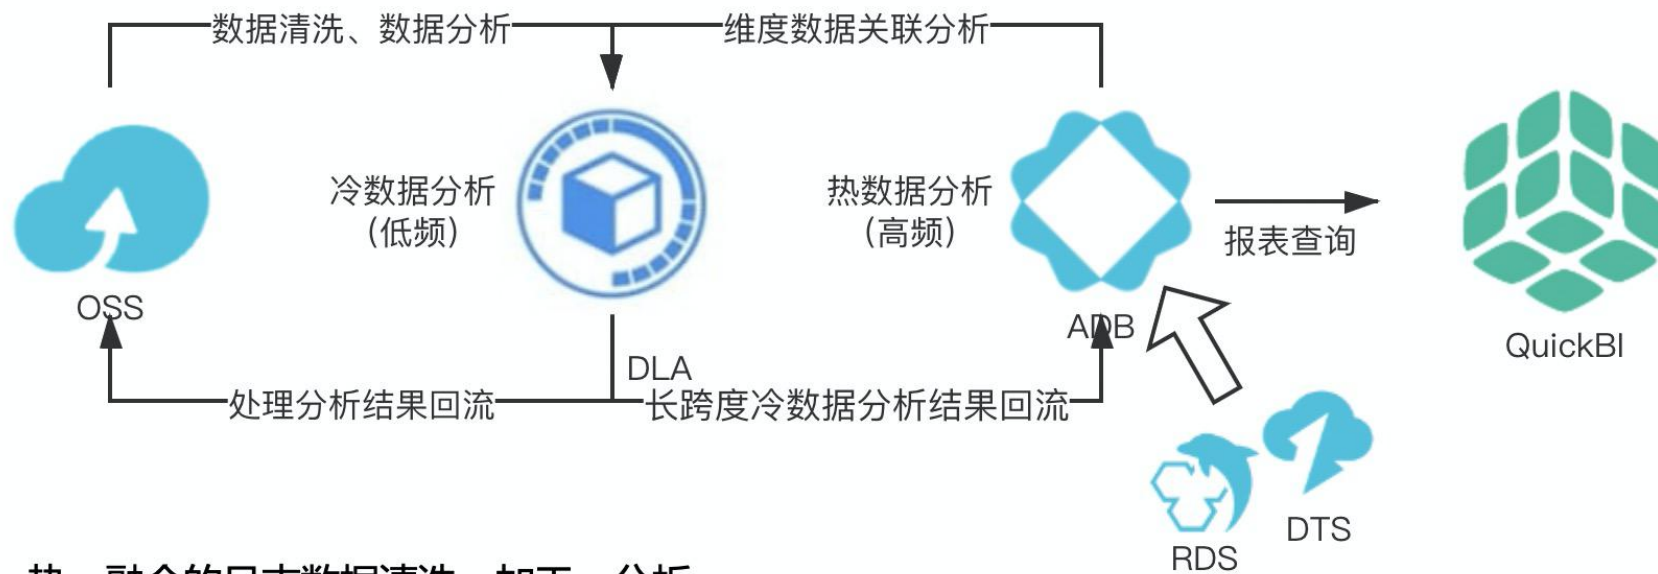 数据清洗、数据分析
维度数据关联分析
冷数据分析
(低频)
热数据分析
(高频)
报表查询
OSS
ADB
QuickBI
DLA
处理分析结果回流
长跨度冷数据分析结果回流
DTS
RDS